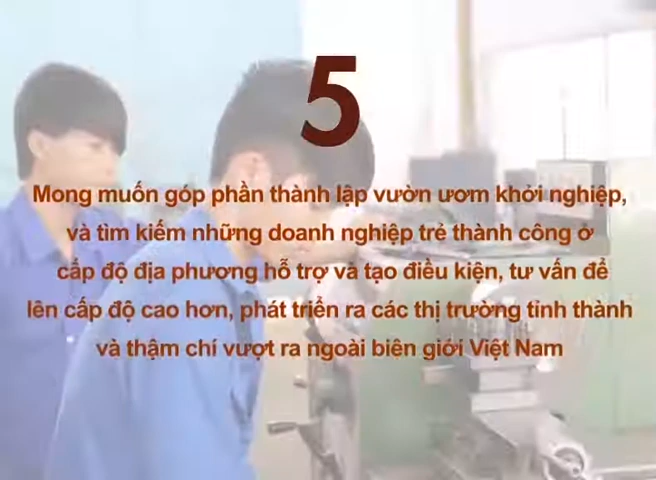 5
Mong muốn góp phần thành lập vườn ươm khởi nghiệp,
và tìm kiếm những doanh nghiệp trẻ thành công ở
cấp độ địa phương hỗ trợ và tạo điều kiện, tư vấn để
lên cấp độ cao hơn, phát triển ra các thị trường tỉnh thành
và thậm chí vượt ra ngoài biên giới Việt Nam